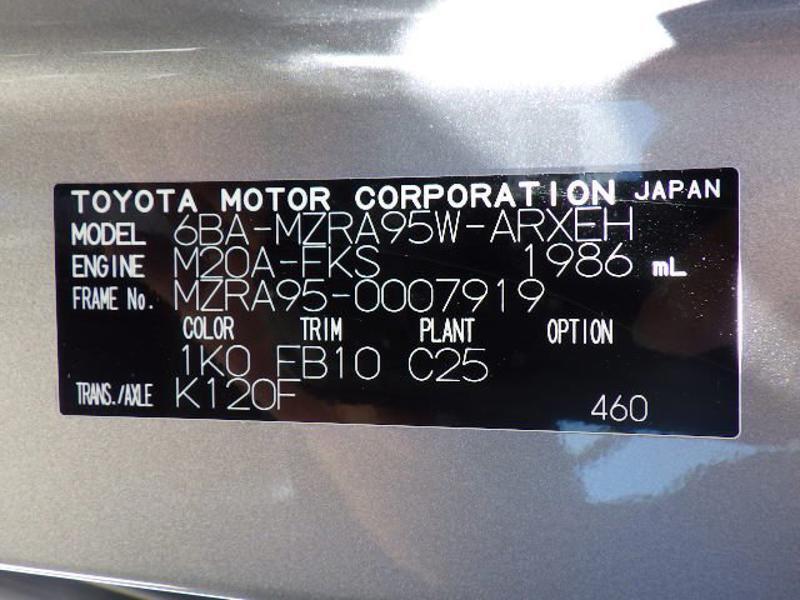 TOYOTA MOTOR CORPORATION JAPAN
MODEL 6BA-MZRA95W-ARXEH
ENGINE M20A-FKS 1986 mL
FRAME No. MZRA95-0007919
COLOR TRIM PLANT OPTION
1K0 FB10 C25
TRANS./AXLE K120F
460